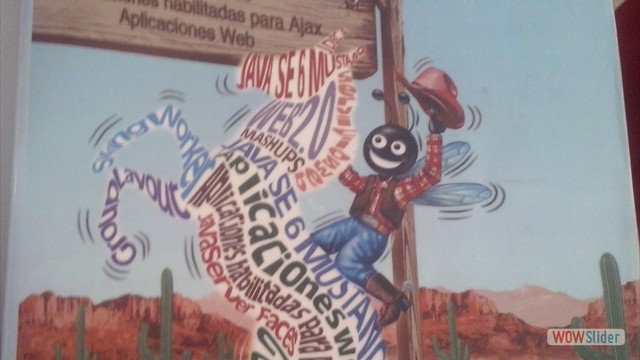 habilitadas para Ajax
Aplicaciones Web
JAVA SE 6 MUSTANG
WEB 2.0
MASHUPS
JAVA SE 6 MUSTANG
Aplicaciones W
Aplicaciones habilitadas para
JavaServer Faces
SwingWorker
GroupLayout
WOWSlider